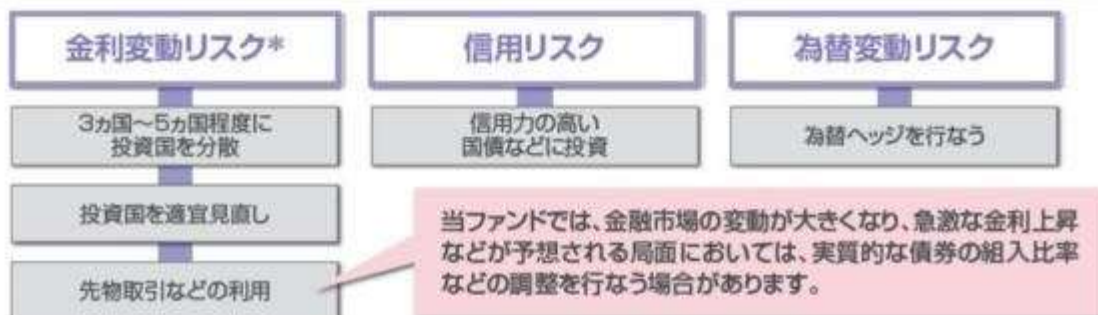 金利変動リスク*
信用リスク
為替変動リスク
3ヵ国～5ヵ国程度に
投資国を分散
信用力の高い
国債などに投資
為替ヘッジを行なう
投資国を適宜見直し
先物取引などの利用
当ファンドでは、金融市場の変動が大きくなり、急激な金利上昇
などが予想される局面においては、実質的な債券の組入比率
などの調整を行なう場合があります。